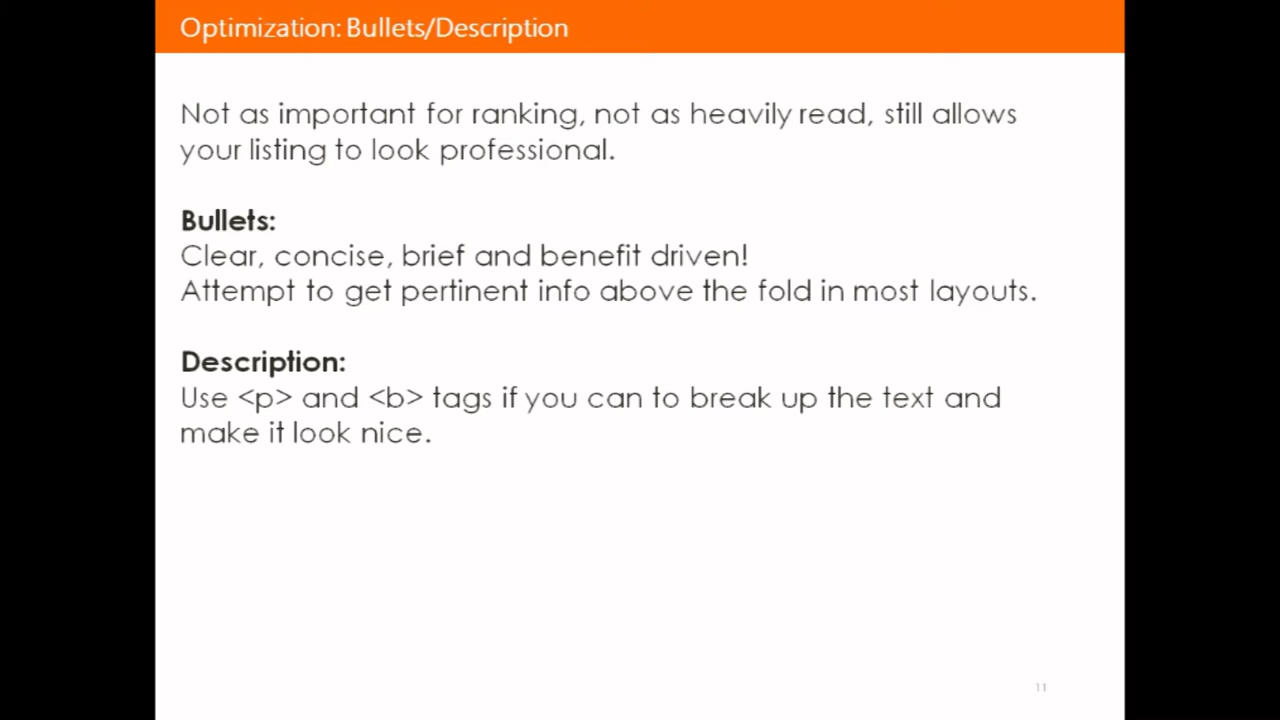 Optimization: Bullets/Description
Not as important for ranking, not as heavily read, still allows
your listing to look professional.
Bullets:
Clear, concise, brief and benefit driven!
Attempt to get pertinent info above the fold in most layouts.
Description:
Use <p> and <b> tags if you can to break up the text and
make it look nice.
11